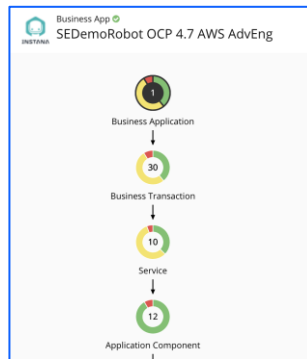 Business App
SEDemoRobot OCP 4.7 AWS AdvEng
INSTANA
1
Business Application
30
Business Transaction
10
Service
12
Application Component